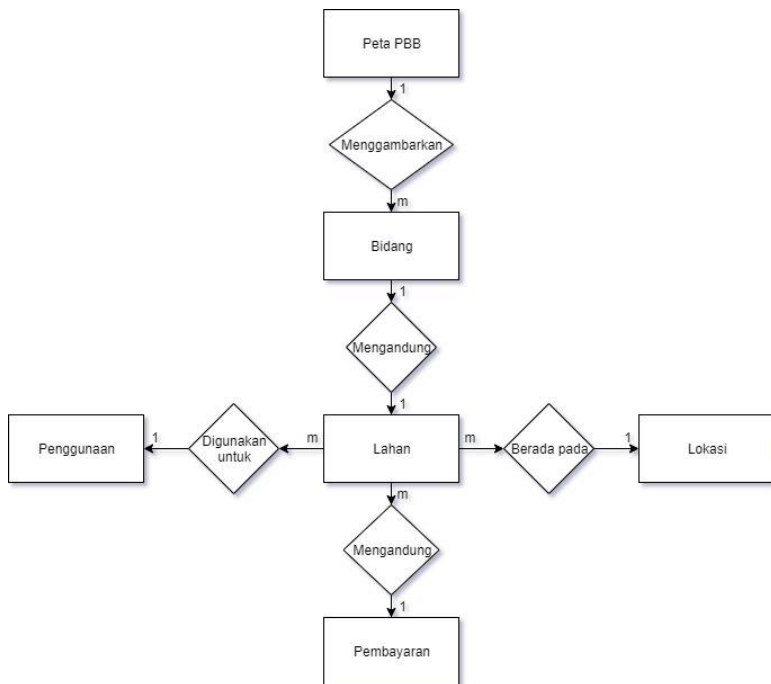 Peta PBB
1
Menggambarkan
m
Bidang
1
Mengandung
1
Penggunaan
1
Digunakan
untuk
m
Lahan
m
Berada pada
1
Lokasi
m
Mengandung
1
Pembayaran